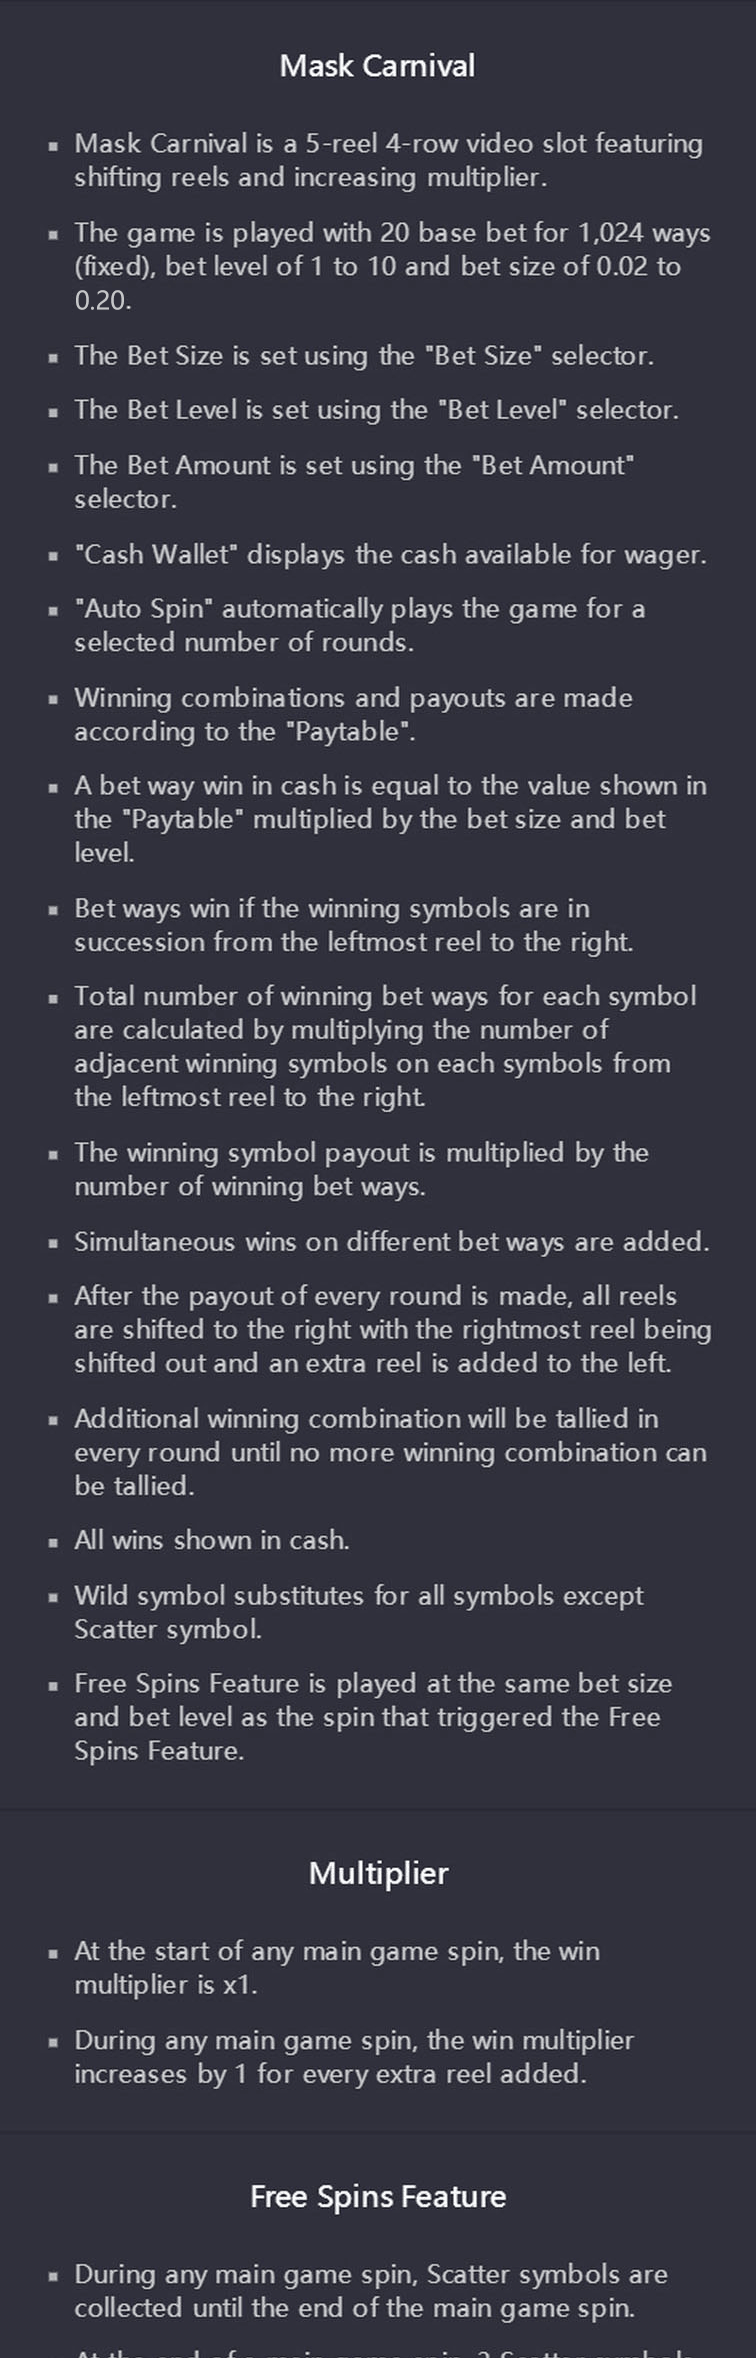 Mask Carnival
▪ Mask Carnival is a 5-reel 4-row video slot featuring
shifting reels and increasing multiplier.
▪ The game is played with 20 base bet for 1,024 ways
(fixed), bet level of 1 to 10 and bet size of 0.02 to
0.20.
▪ The Bet Size is set using the "Bet Size" selector.
▪ The Bet Level is set using the "Bet Level" selector.
▪ The Bet Amount is set using the "Bet Amount"
selector.
▪ "Cash Wallet" displays the cash available for wager.
▪ "Auto Spin" automatically plays the game for a
selected number of rounds.
▪ Winning combinations and payouts are made
according to the "Paytable".
▪ A bet way win in cash is equal to the value shown in
the "Paytable" multiplied by the bet size and bet
level.
▪ Bet ways win if the winning symbols are in
succession from the leftmost reel to the right.
▪ Total number of winning bet ways for each symbol
are calculated by multiplying the number of
adjacent winning symbols on each symbols from
the leftmost reel to the right.
▪ The winning symbol payout is multiplied by the
number of winning bet ways.
▪ Simultaneous wins on different bet ways are added.
▪ After the payout of every round is made, all reels
are shifted to the right with the rightmost reel being
shifted out and an extra reel is added to the left.
▪ Additional winning combination will be tallied in
every round until no more winning combination can
be tallied.
▪ All wins shown in cash.
▪ Wild symbol substitutes for all symbols except
Scatter symbol.
▪ Free Spins Feature is played at the same bet size
and bet level as the spin that triggered the Free
Spins Feature.
Multiplier
▪ At the start of any main game spin, the win
multiplier is x1.
▪ During any main game spin, the win multiplier
increases by 1 for every extra reel added.
Free Spins Feature
▪ During any main game spin, Scatter symbols are
collected until the end of the main game spin.
At the end of a main game spin, 3 Scatter symbols